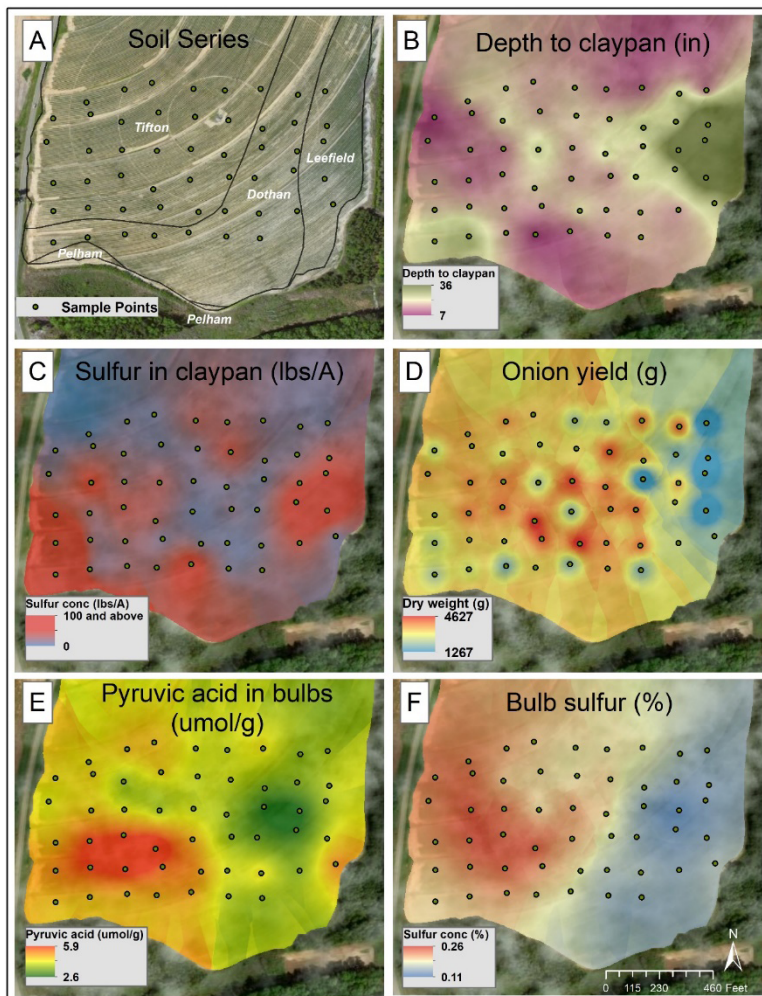 A
Soil Series
Tifton
Leefield
Dothan
Pelham
Sample Points
Pelham
B
Depth to claypan (in)
Depth to claypan
36
7
C
Sulfur in claypan (lbs/A)
Sulfur conc (lbs/A)
100 and above
0
D
Onion yield (g)
Dry weight (g)
4627
1267
E
Pyruvic acid in bulbs
(umol/g)
Pyruvic acid (umol/g)
5.9
2.6
F
Bulb sulfur (%)
Sulfur conc (%)
0.26
0.11
N
0 115 230 460 Feet